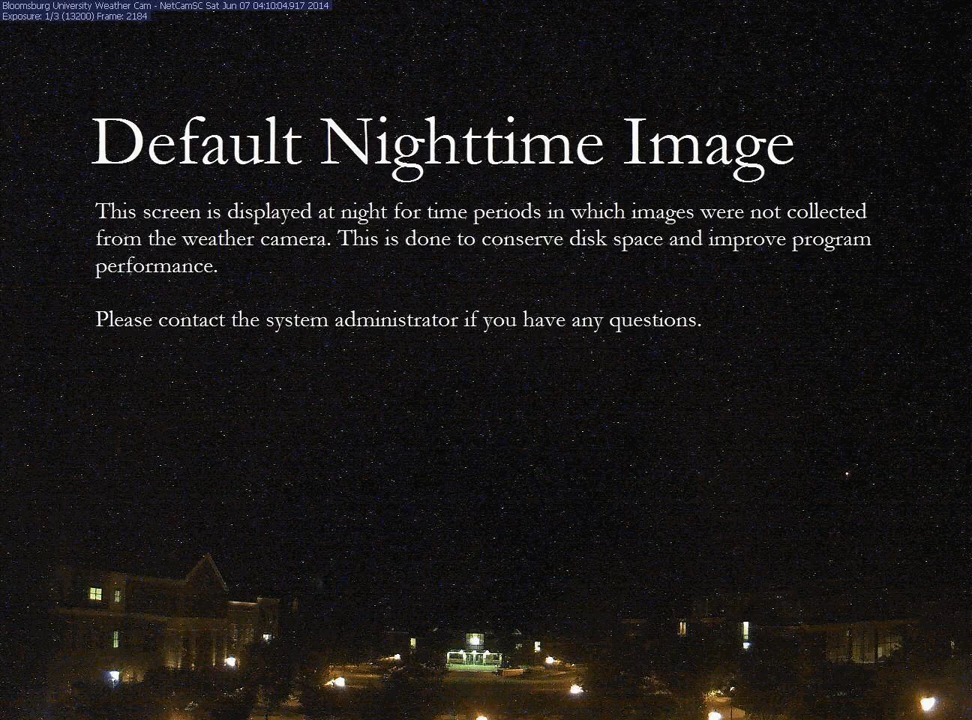 Bloomsburg University Weather Cam - NetCamSC Sat Jun 07 04:10:04.917 2014
Exposure: 1/3 (13200) Frame: 2184
Default Nighttime Image
This screen is displayed at night for time periods in which images were not collected
from the weather camera. This is done to conserve disk space and improve program
performance.
Please contact the system administrator if you have any questions.